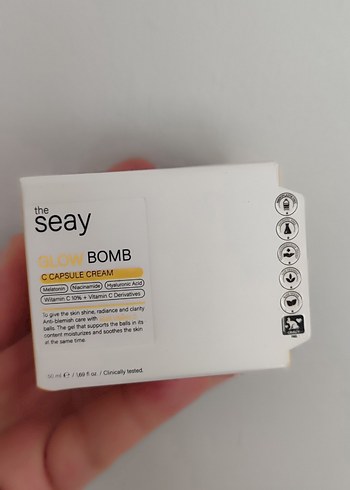 the
seay
GLOW BOMB
C CAPSULE CREAM
Melatonin Niacinamide Hyaluronic Acid
Witamin C 10% + Vitamin C Derivatives
To give the skin shine, radiance and clarity
Anti-blemish care with
balls. The gel that supports the balls in its
content moisturizes and soothes the skin
at the same time.
50 ml ℮ / 1,69 fl oz. / Clinically tested.